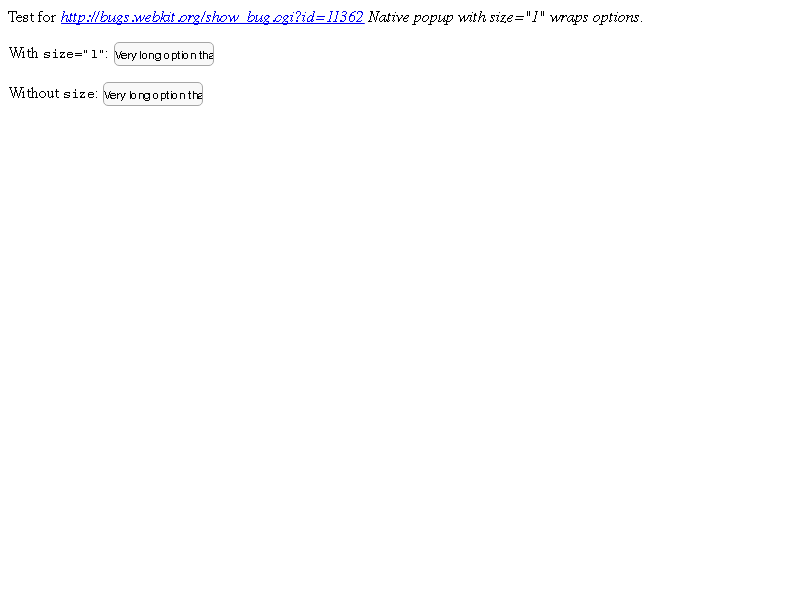 Test for http://bugs.webkit.org/show_bug.cgi?id=11362 Native popup with size="1" wraps options.
With size="1": Very long option tha
Without size: Very long option tha